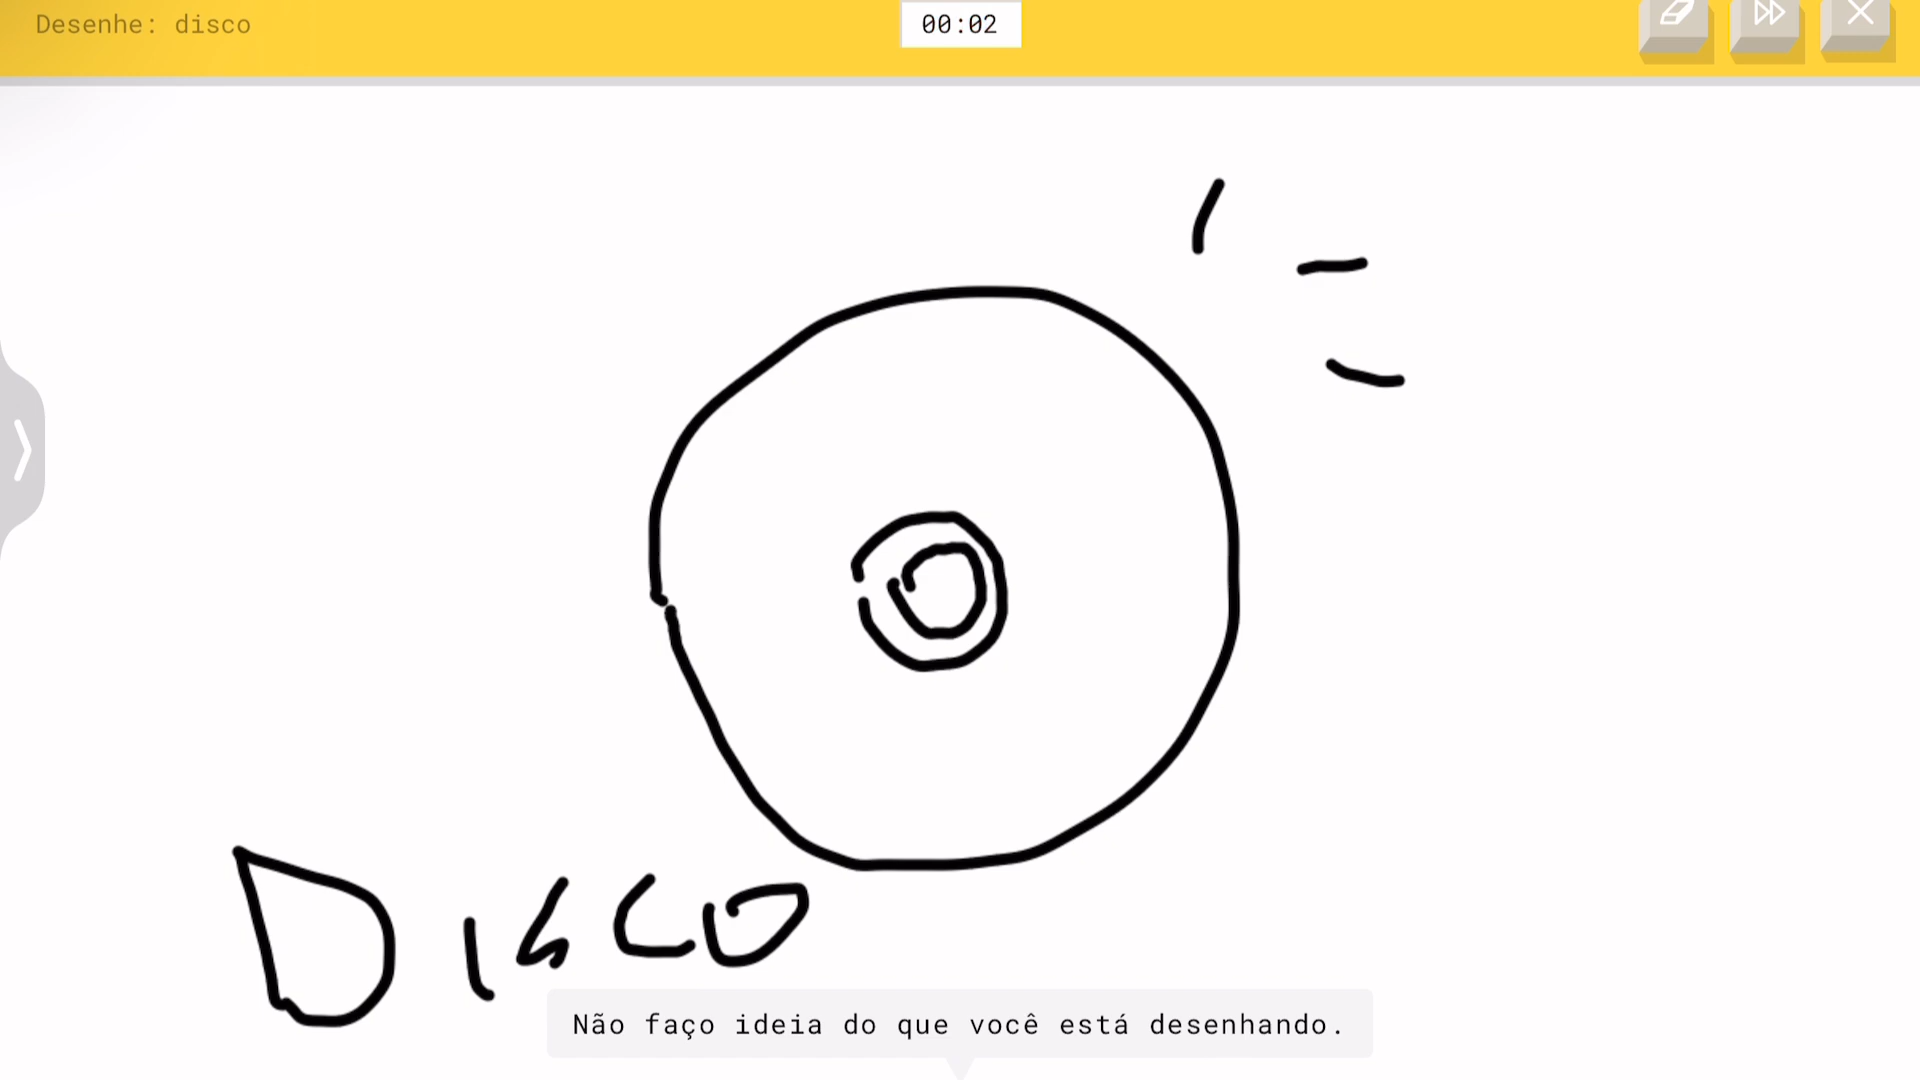 Desenhe: disco
00:02
DISCO
Não faço ideia do que você está desenhando.